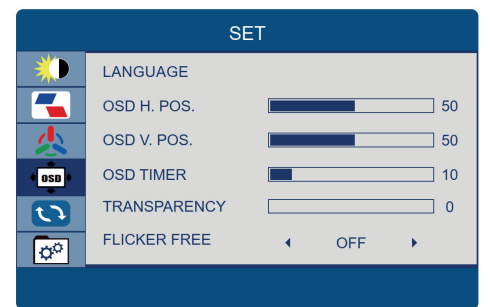 SET
LANGUAGE
OSD H. POS. 50
OSD V. POS. 50
OSD TIMER 10
TRANSPARENCY 0
FLICKER FREE OFF
OSD